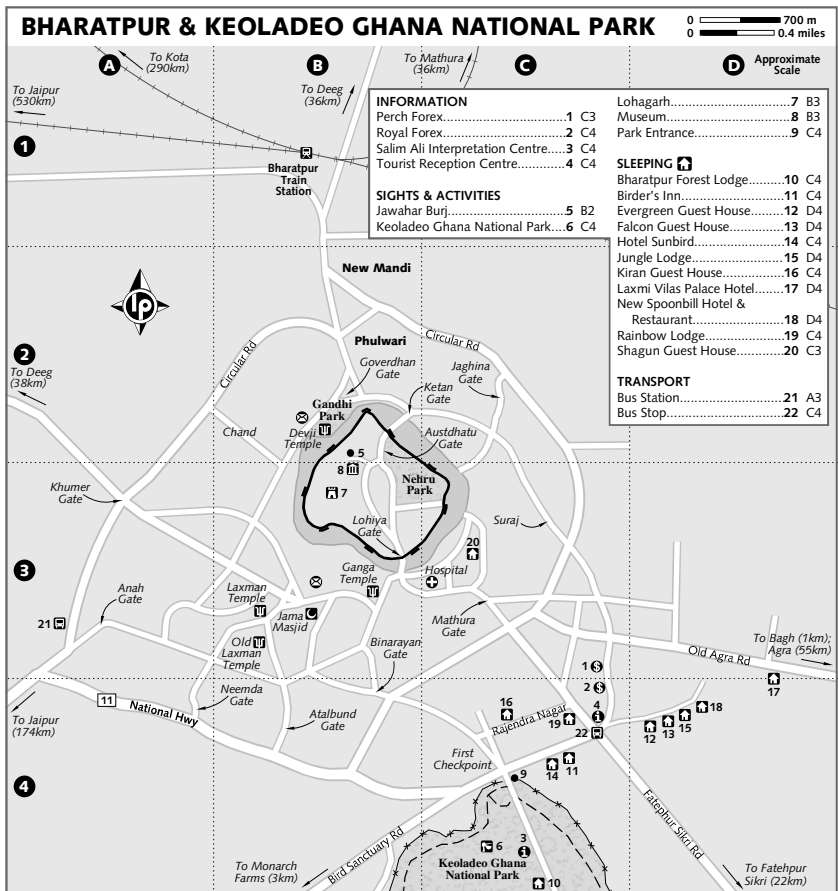 BHARATPUR & KEOLADEO GHANA NATIONAL PARK
0 700 m
0 0.4 miles
Approximate
Scale
A
B
C
D
To Kota
(290km)
To Mathura
(36km)
To Jaipur
(530km)
To Deeg
(36km)
1
Bharatpur
Train
Station
INFORMATION
Perch Forex....................................1 C3
Royal Forex....................................2 C4
Salim Ali Interpretation Centre.....3 C4
Tourist Reception Centre............4 C4
SIGHTS & ACTIVITIES
Jawahar Burj.................................5 B2
Keoladeo Ghana National Park....6 C4
Lohagarh.................................7 B3
Museum..................................8 B3
Park Entrance.........................9 C4
SLEEPING
Bharatpur Forest Lodge..........10 C4
Birder's Inn............................11 C4
Evergreen Guest House..........12 D4
Falcon Guest House................13 D4
Hotel Sunbird.........................14 C4
Jungle Lodge..........................15 D4
Kiran Guest House..................16 C4
Laxmi Vilas Palace Hotel.........17 D4
New Spoonbill Hotel &
Restaurant..............................18 D4
Rainbow Lodge.......................19 C4
Shagun Guest House...............20 C3
TRANSPORT
Bus Station.............................21 A3
Bus Stop.................................22 C4
New Mandi
lp
2
Circular Rd
Phulwari
Circular Rd
Goverdhan
Gate
Jaghina
Gate
To Deeg
(38km)
Ketan
Gate
Gandhi
Park
Chand
Devji
Temple
Austdhatu
Gate
5
8
7
Nehru
Park
Khumer
Gate
Lohiya
Gate
Suraj
20
3
Ganga
Temple
Hospital
Anah
Gate
Laxman
Temple
Jama
Masjid
21
Mathura
Gate
Old
Laxman
Temple
Binarayan
Gate
To Bagh (1km);
Agra (55km)
Old Agra Rd
1
2
17
Neemda
Gate
11
National Hwy
To Jaipur
(174km)
Atalbund
Gate
16
Rajendra Nagar
4
19
22
18
15
13
12
First
Checkpoint
14
11
9
4
Fatephur Sikri Rd
Bird Sanctuary Rd
6
3
Keoladeo Ghana
National Park
10
To Monarch
Farms (3km)
To Fatehpur
Sikri (22km)